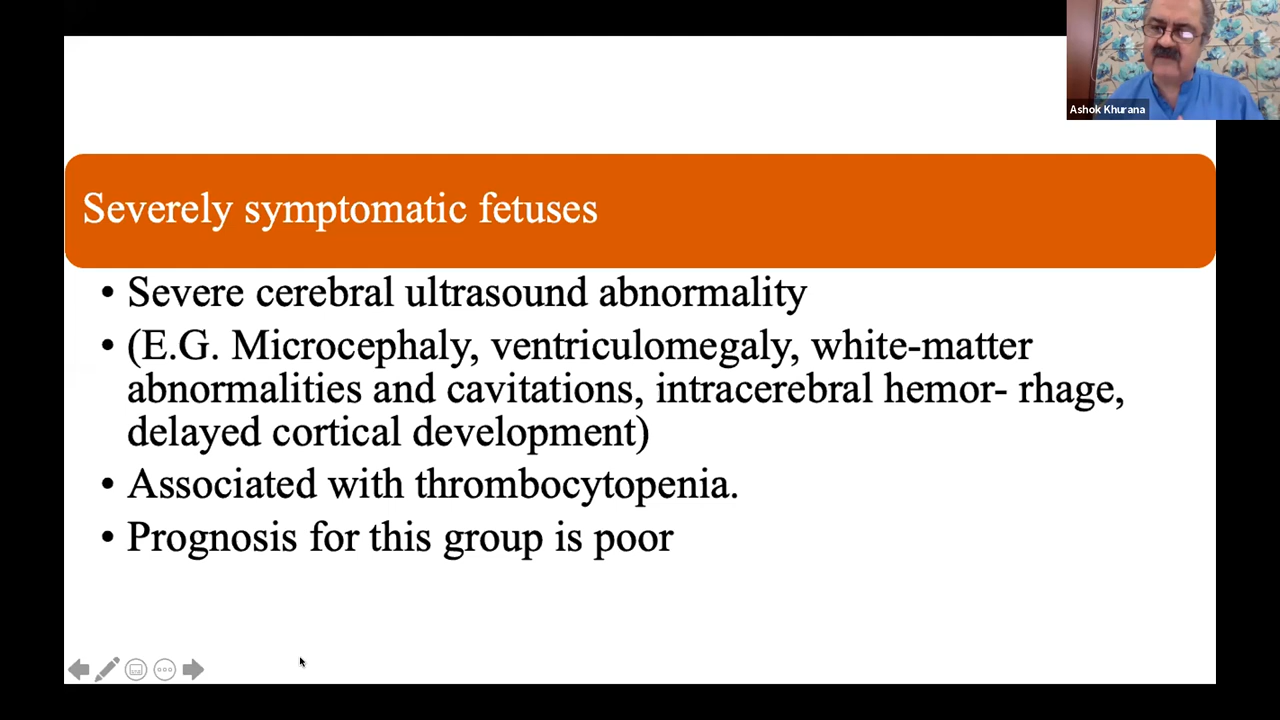 Ashok Khurana
Severely symptomatic fetuses
• Severe cerebral ultrasound abnormality
• (E.G. Microcephaly, ventriculomegaly, white-matter
abnormalities and cavitations, intracerebral hemor- rhage,
delayed cortical development)
• Associated with thrombocytopenia.
• Prognosis for this group is poor